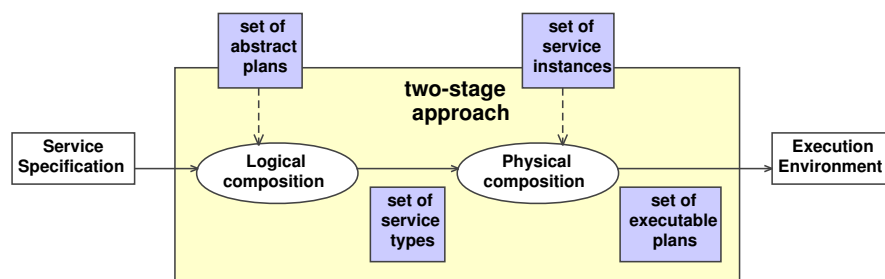 set of
abstract
plans
set of
service
instances
two-stage
approach
Service
Specification
Logical
composition
Physical
composition
Execution
Environment
set of
service
types
set of
executable
plans